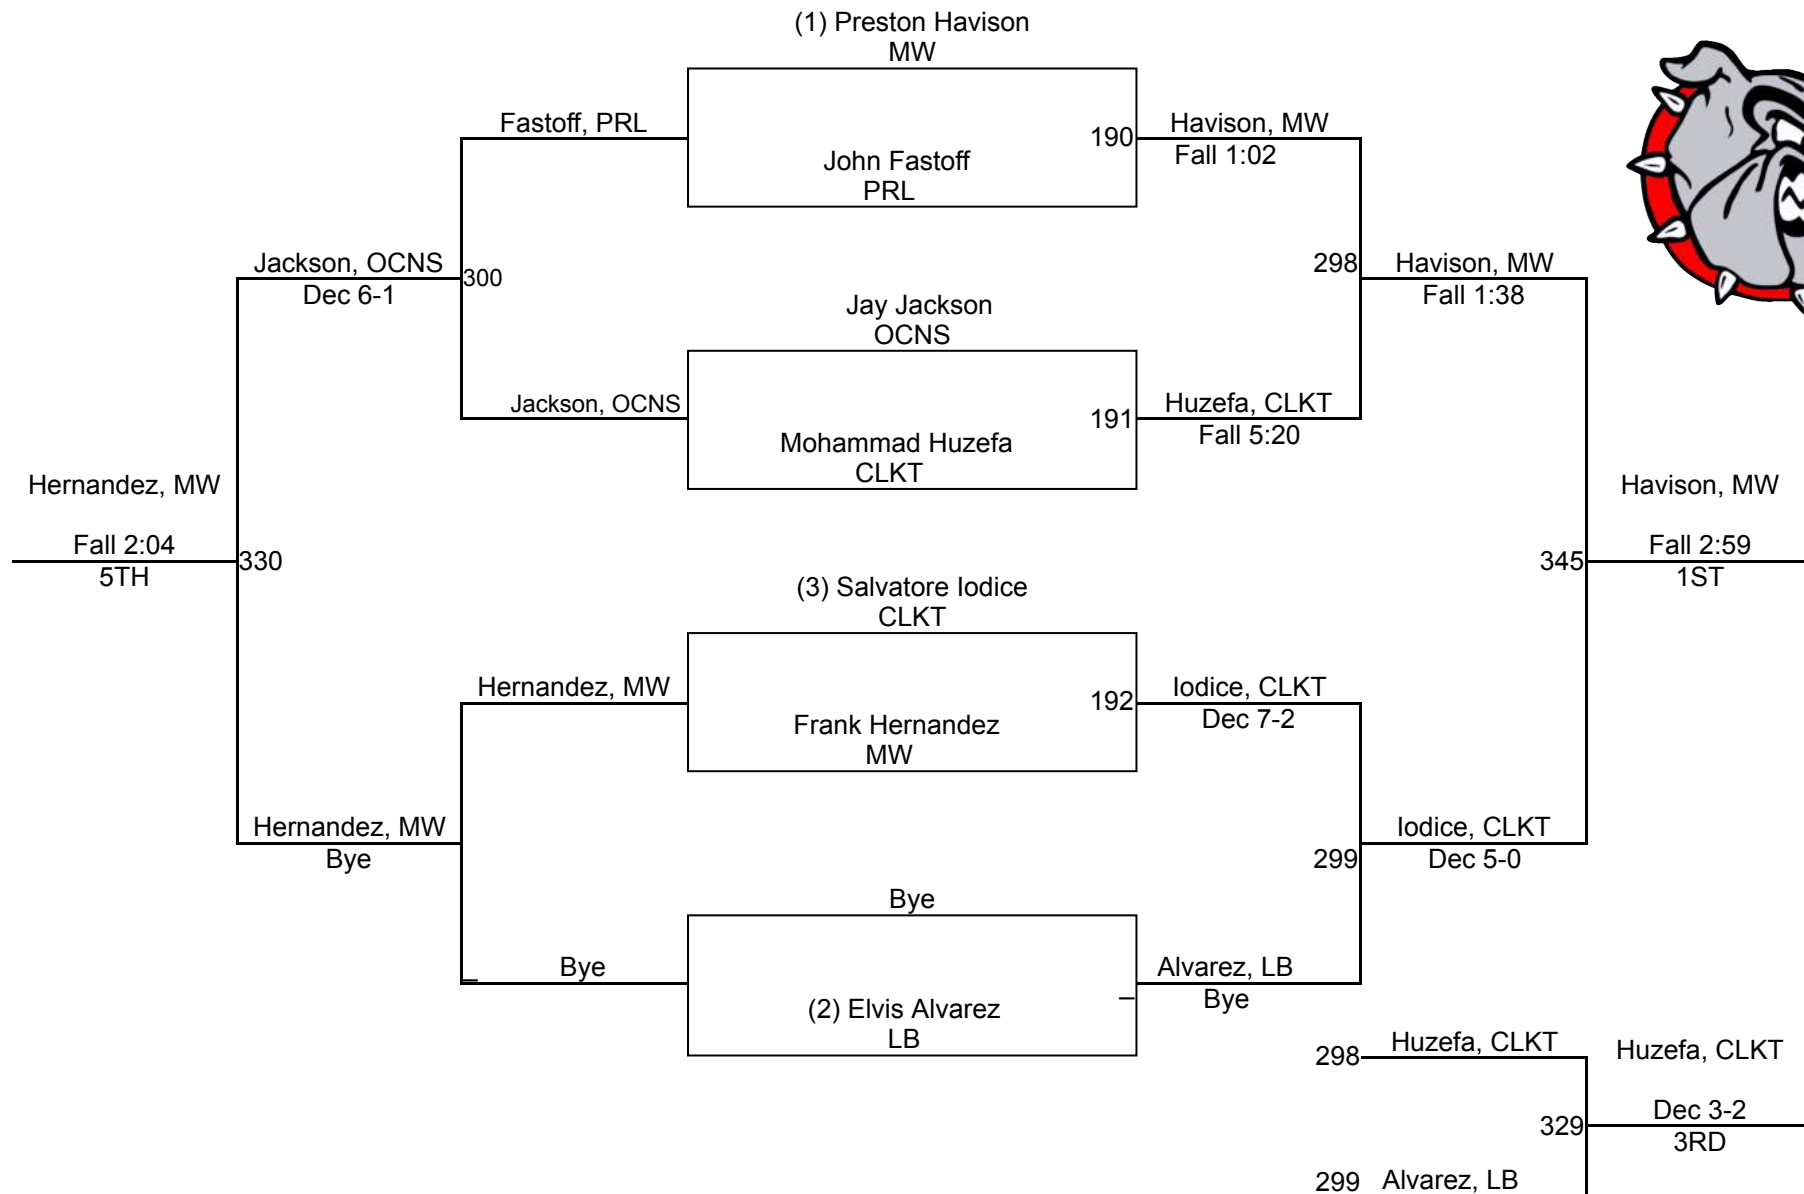 (1) Preston Havison
MW
Fastoff, PRL
190
Havison, MW
Fall 1:02
John Fastoff
PRL
Jackson, OCNS
Dec 6-1
300
298
Havison, MW
Fall 1:38
Jay Jackson
OCNS
Jackson, OCNS
191
Huzefa, CLKT
Fall 5:20
Mohammad Huzefa
CLKT
Hernandez, MW
Fall 2:04
5TH
330
345
Havison, MW
Fall 2:59
1ST
(3) Salvatore Iodice
CLKT
Hernandez, MW
192
Iodice, CLKT
Dec 7-2
Frank Hernandez
MW
Hernandez, MW
Bye
299
Iodice, CLKT
Dec 5-0
Bye
Bye
Alvarez, LB
Bye
(2) Elvis Alvarez
LB
298
Huzefa, CLKT
Huzefa, CLKT
329
Dec 3-2
3RD
299
Alvarez, LB